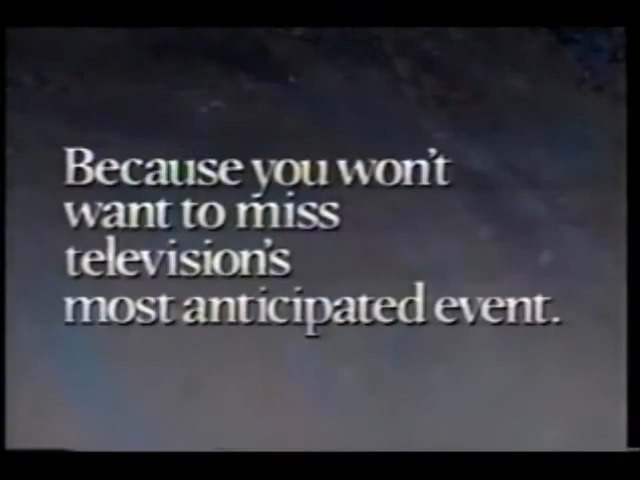 Because you won't
want to miss
television's
most anticipated event.